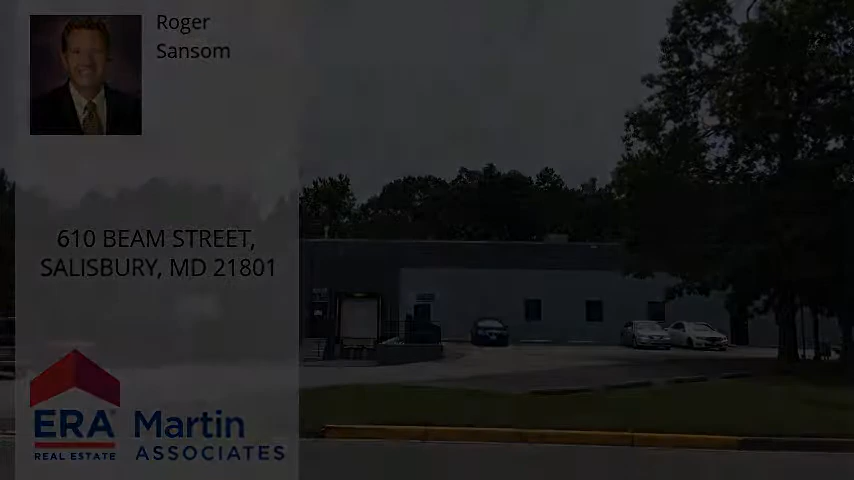 Roger
Sansom
610 BEAM STREET,
SALISBURY, MD 21801
ERA
REAL ESTATE
Martin
ASSOCIATES